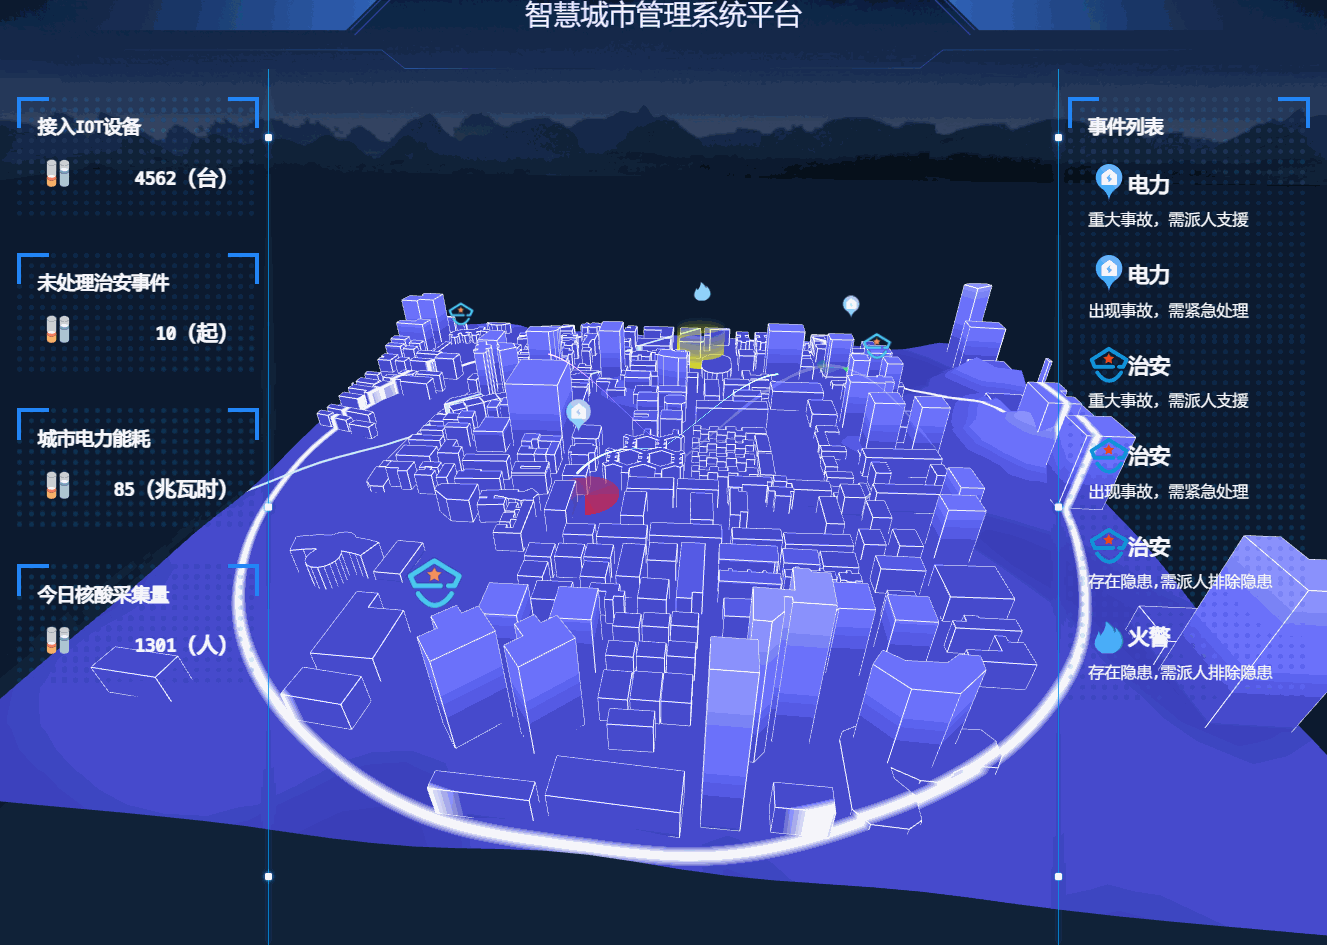 智慧城市管理系统平台
接入IOT设备
4562（台）
未处理治安事件
10（起）
城市电力能耗
85（兆瓦时）
今日核酸采集量
1301（人）
事件列表
电力
重大事故，需派人支援
电力
出现事故，需紧急处理
治安
重大事故，需派人支援
治安
出现事故，需紧急处理
治安
存在隐患,需派人排除隐患
火警
存在隐患,需派人排除隐患